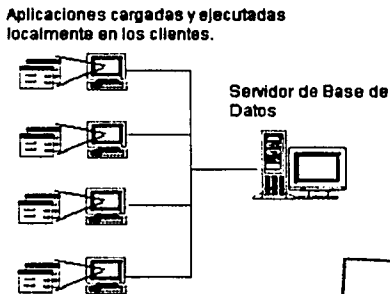 Aplicaciones cargadas y ejecutadas
localmente en los clientes.
Servidor de Base de
Datos